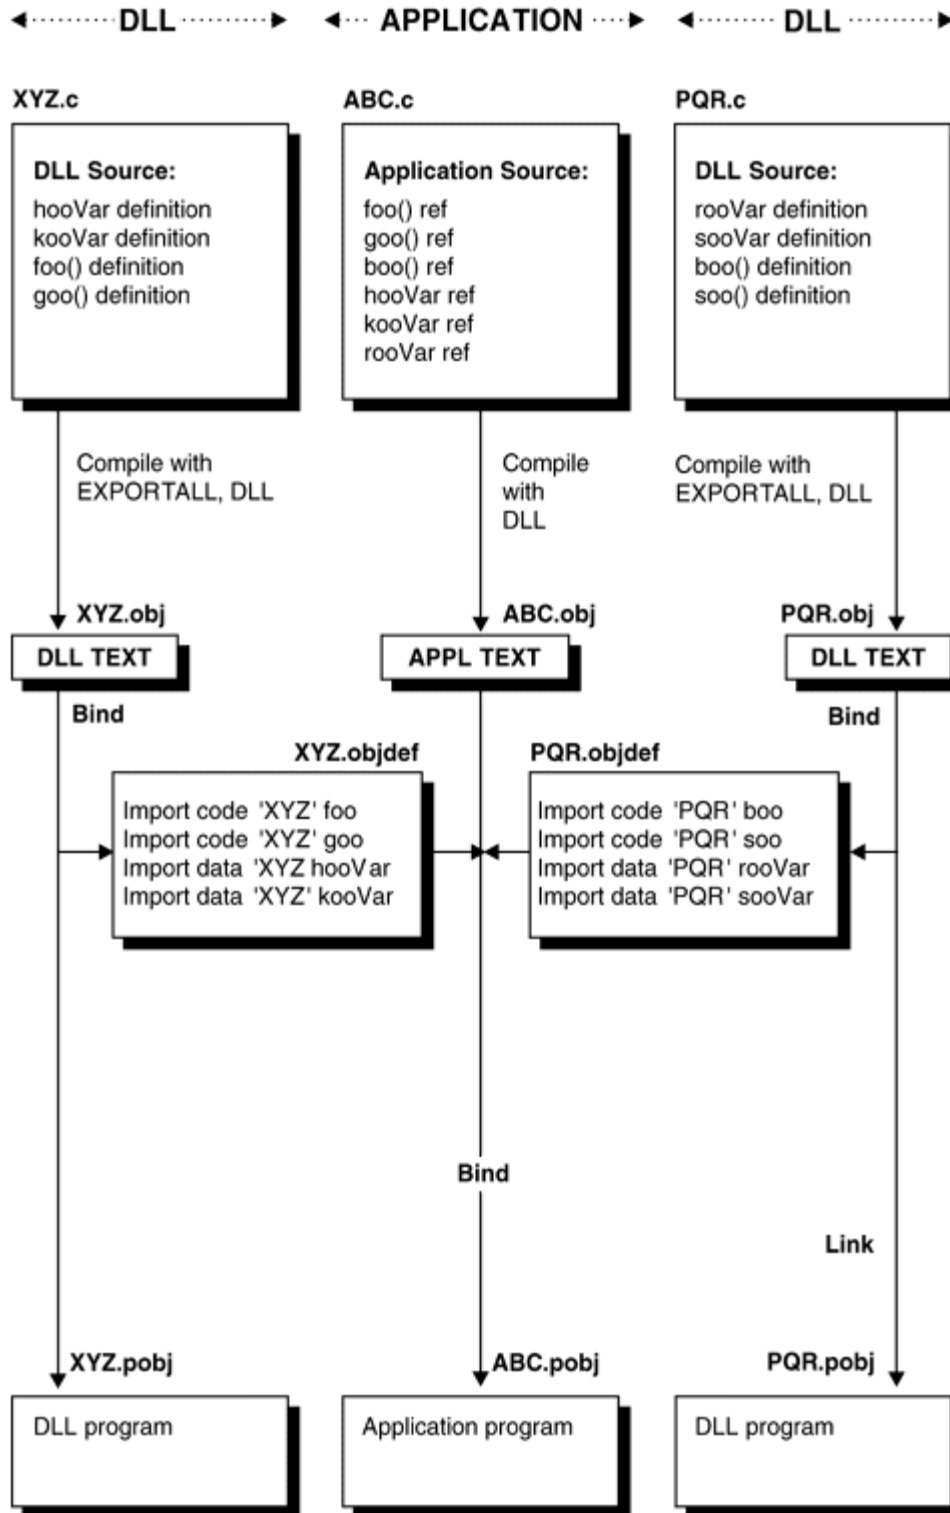 DLL
APPLICATION
DLL
XYZ.c
DLL Source:
hooVar definition
kooVar definition
foo() definition
goo() definition
ABC.c
Application Source:
foo() ref
goo() ref
boo() ref
hooVar ref
kooVar ref
rooVar ref
PQR.c
DLL Source:
rooVar definition
sooVar definition
boo() definition
soo() definition
Compile with
EXPORTALL, DLL
Compile
with
DLL
Compile with
EXPORTALL, DLL
XYZ.obj
DLL TEXT
Bind
ABC.obj
APPL TEXT
PQR.obj
DLL TEXT
Bind
XYZ.objdef
Import code 'XYZ' foo
Import code 'XYZ' goo
Import data 'XYZ hooVar
Import data 'XYZ' kooVar
PQR.objdef
Import code 'PQR' boo
Import code 'PQR' soo
Import data 'PQR' rooVar
Import data 'PQR' sooVar
Bind
Link
XYZ.pobj
DLL program
ABC.pobj
Application program
PQR.pobj
DLL program